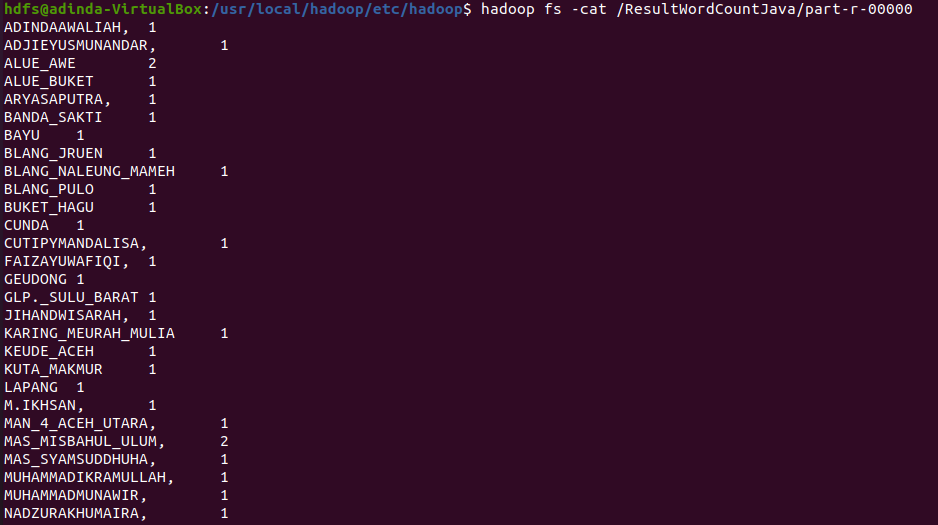 hdfs@adinda-VirtualBox:/usr/local/hadoop/etc/hadoop$ hadoop fs -cat /ResultWordCountJava/part-r-00000
ADINDAAWALIAH,	1
ADJIEYUSMUNANDAR,	1
ALUE_AWE	2
ALUE_BUKET	1
ARYASAPUTRA,	1
BANDA_SAKTI	1
BAYU	1
BLANG_JRUEN	1
BLANG_NALEUNG_MAMEH	1
BLANG_PULO	1
BUKET_HAGU	1
CUNDA	1
CUTIPYMANDALISA,	1
FAIZAYUWAFIQI,	1
GEUDONG	1
GLP._SULU_BARAT	1
JIHANDWISARAH,	1
KARING_MEURAH_MULIA	1
KEUDE_ACEH	1
KUTA_MAKMUR	1
LAPANG	1
M.IKHSAN,	1
MAN_4_ACEH_UTARA,	1
MAS_MISBAHUL_ULUM,	2
MAS_SYAMSUDDHUHA,	1
MUHAMMADIKRAMULLAH,	1
MUHAMMADMUNAWIR,	1
NADZURAKHUMAIRA,	1